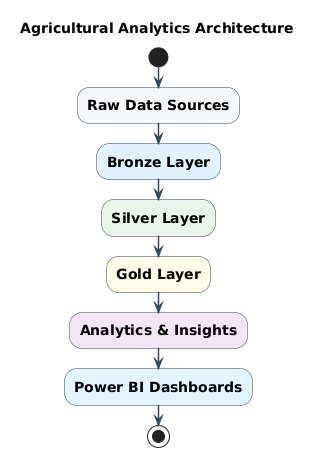 Agricultural Analytics Architecture
Raw Data Sources
Bronze Layer
Silver Layer
Gold Layer
Analytics & Insights
Power BI Dashboards